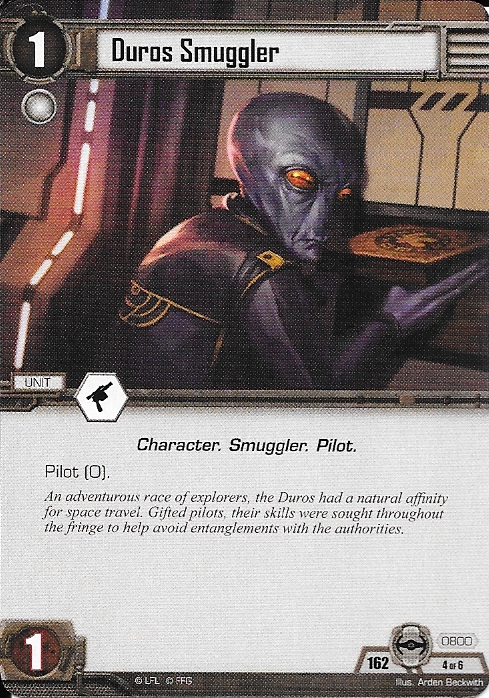 1
Duros Smuggler
UNIT
Character. Smuggler. Pilot.
Pilot (0).
An adventurous race of explorers, the Duros had a natural affinity
for space travel. Gifted pilots, their skills were sought throughout
the fringe to help avoid entanglements with the authorities.
1
162
0800
4 OF 6
© LFL © FFG
Illus. Arden Beckwith